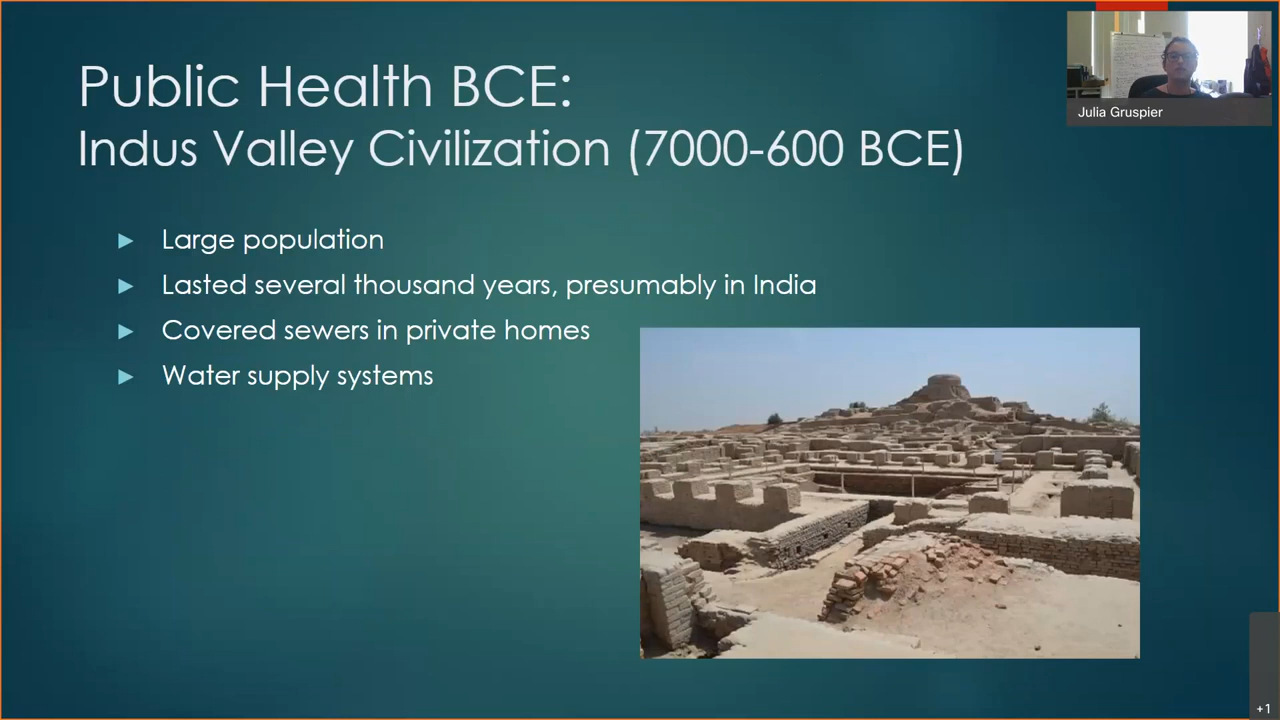 Public Health BCE:
Indus Valley Civilization (7000-600 BCE)
Large population
Lasted several thousand years, presumably in India
Covered sewers in private homes
Water supply systems
Julia Gruspier
+1